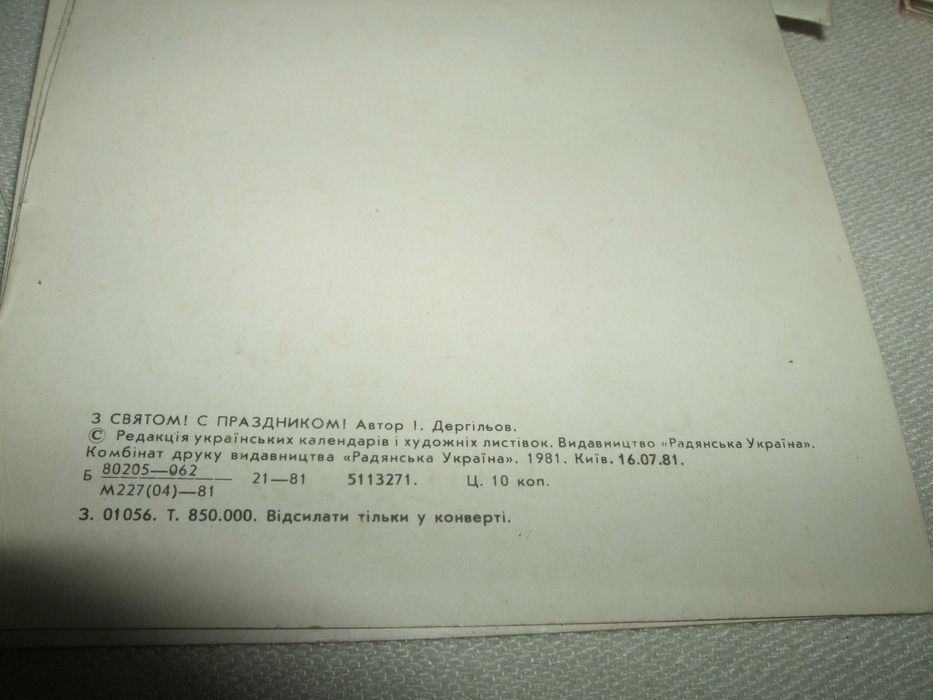 З СВЯТОМ! С ПРАЗДНИКОМ! Автор І. Дергільов.
© Редакція українських календарів і художніх листівок. Видавництво «Радянська Україна».
Комбінат друку видавництва «Радянська Україна». 1981. Київ. 16.07.81.
Б 80205—062 21—81 5113271. Ц. 10 коп.
М227(04)—81
З. 01056. Т. 850.000. Відсилати тільки у конверті.